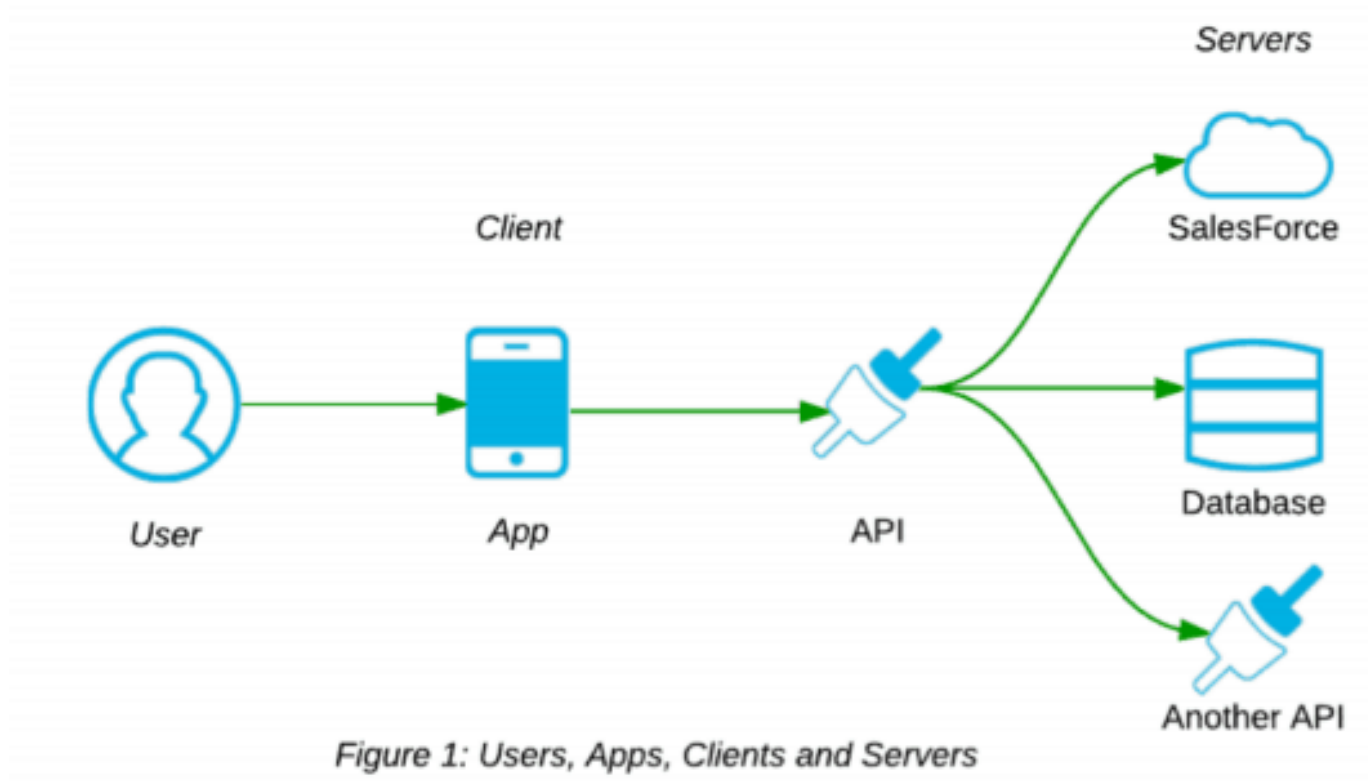 Servers
SalesForce
Client
Database
User
App
API
Another API
Figure 1: Users, Apps, Clients and Servers